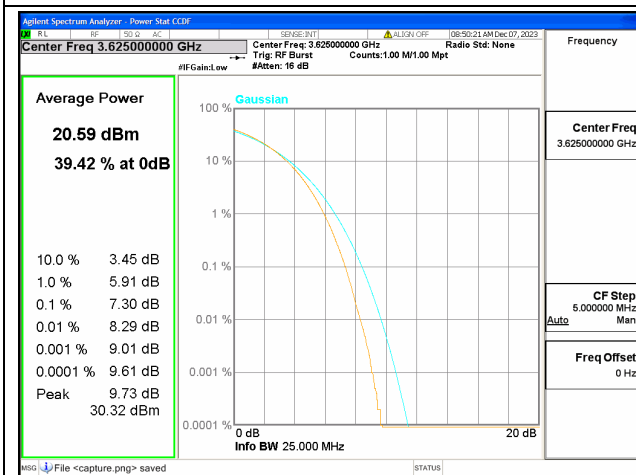 Agilent Spectrum Analyzer - Power Stat CCDF
RL RF 50 Ω AC SENSE:INT ALIGN OFF 08:50:21 AM Dec 07, 2023
Center Freq 3.625000000 GHz
Center Freq: 3.625000000 GHz Radio Std: None
Trig: RF Burst Counts:1.00 M/1.00 Mpt
#IFGain:Low #Atten: 16 dB
Frequency
Average Power
20.59 dBm
39.42 % at 0dB
10.0 % 3.45 dB
1.0 % 5.91 dB
0.1 % 7.30 dB
0.01 % 8.29 dB
0.001 % 9.01 dB
0.0001 % 9.61 dB
Peak 9.73 dB
30.32 dBm
Gaussian
100 %
10 %
1 %
0.1 %
0.01 %
0.001 %
0.0001 %
0 dB 20 dB
Info BW 25.000 MHz
Center Freq
3.625000000 GHz
CF Step
5.000000 MHz
Auto Man
Freq Offset
0 Hz
MSG File <capture.png> saved STATUS